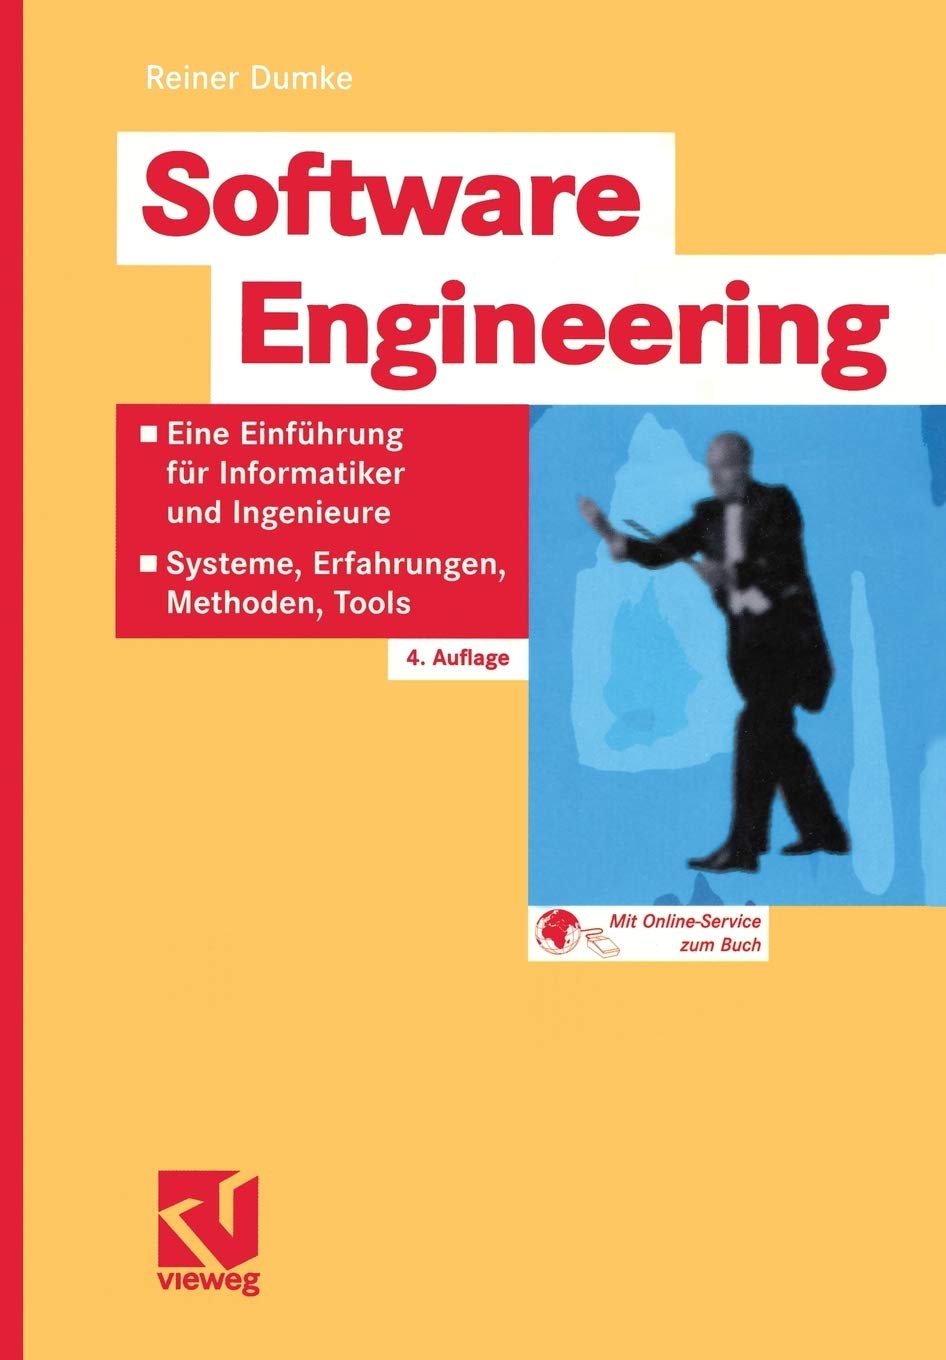 Reiner Dumke
Software
Engineering
Eine Einführung
für Informatiker
und Ingenieure
Systeme, Erfahrungen,
Methoden, Tools
4. Auflage
Mit Online-Service
zum Buch
vieweg